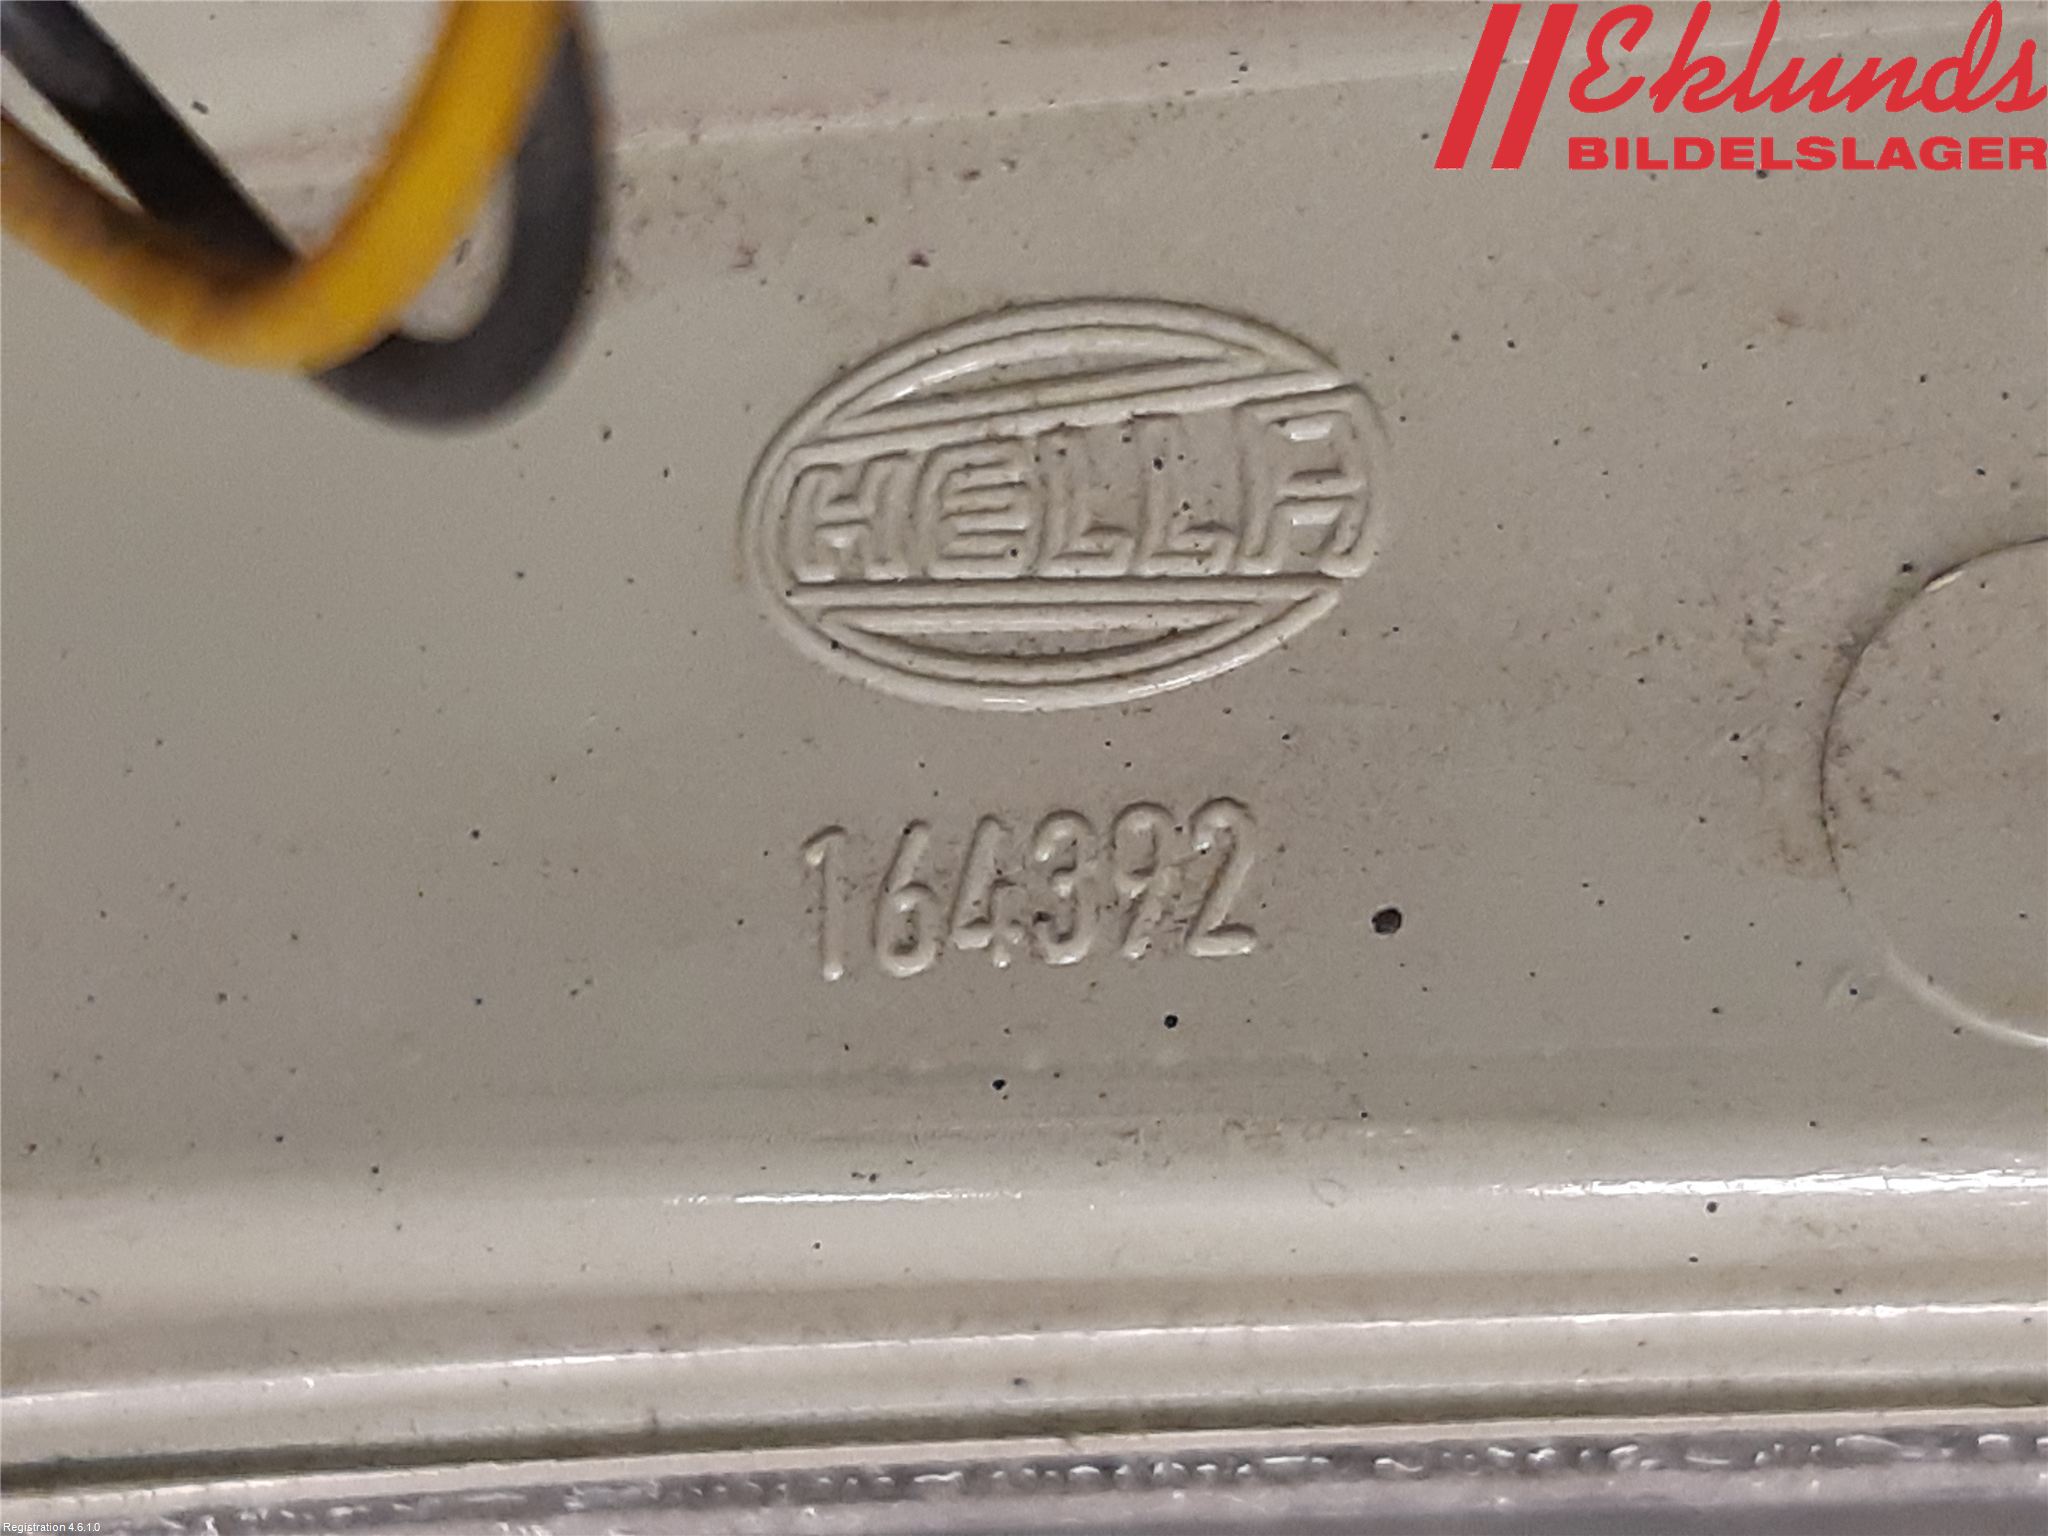 Eklunds
BILDELSLAGER
HELLA
164392
Registration 4.6.1.0